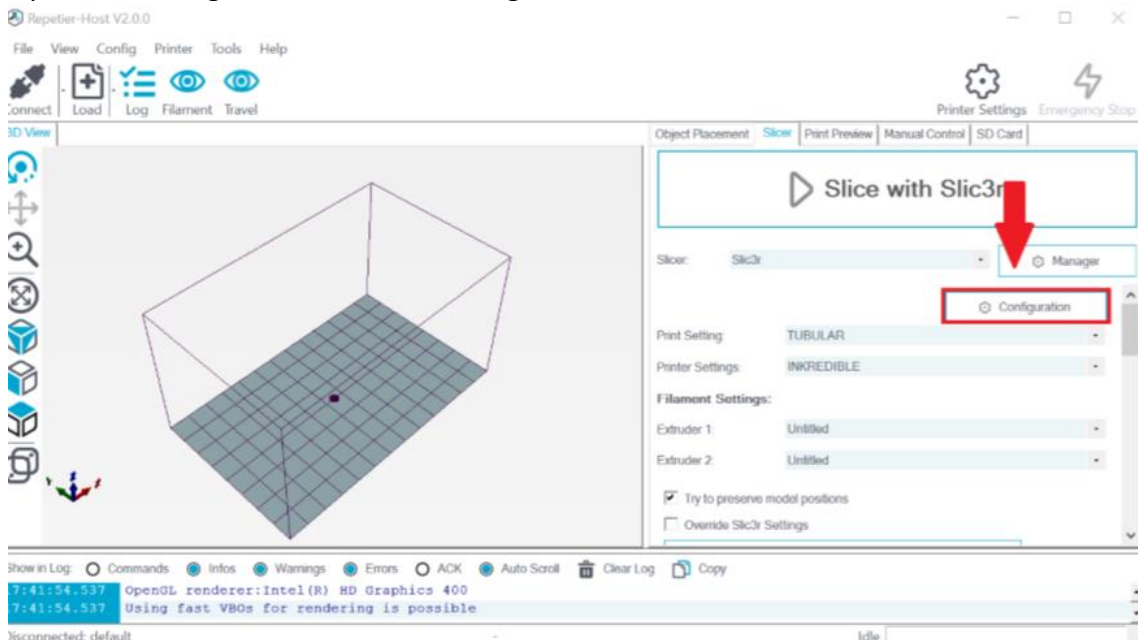 Repetier-Host V2.0.0
File View Config Printer Tools Help
Connect Load Log Filament Travel Printer Settings Emergency Stop
3D View Object Placement Slicer Print Preview Manual Control SD Card
Slice with Slic3r
Slicer: Slic3r Manager
Configuration
Print Setting: TUBULAR
Printer Settings: INKREDIBLE
Filament Settings:
Extruder 1: Untitled
Extruder 2: Untitled
Try to preserve model positions
Override Slic3r Settings
Show in Log: Commands Infos Warnings Errors ACK Auto Scroll Clear Log Copy
7:41:54.537 OpenGL renderer:Intel(R) HD Graphics 400
7:41:54.537 Using fast VBOs for rendering is possible
Disconnected: default - Idle